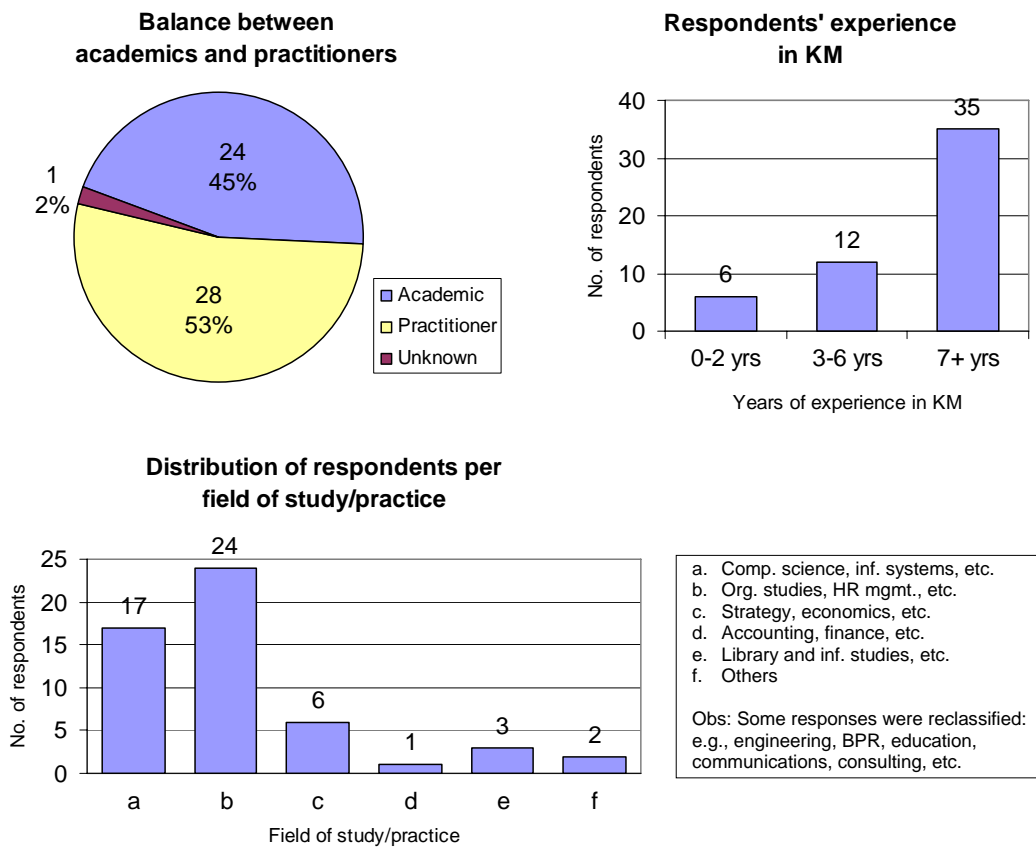 Balance between
academics and practitioners
24
45%
1
2%
28
53%
Academic
Practitioner
Unknown
Respondents' experience
in KM
No. of respondents
40
30
20
10
0
6
12
35
0-2 yrs
3-6 yrs
7+ yrs
Years of experience in KM
Distribution of respondents per
field of study/practice
No. of respondents
25
20
15
10
5
0
17
24
6
1
3
2
a
b
c
d
e
f
Field of study/practice
a. Comp. science, inf. systems, etc.
b. Org. studies, HR mgmt., etc.
c. Strategy, economics, etc.
d. Accounting, finance, etc.
e. Library and inf. studies, etc.
f. Others
Obs: Some responses were reclassified:
e.g., engineering, BPR, education,
communications, consulting, etc.